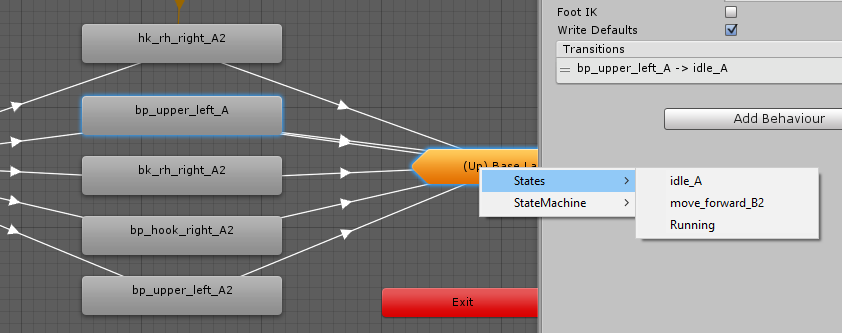 hk_rh_right_A2
bp_upper_left_A
bk_rh_right_A2
bp_hook_right_A2
bp_upper_left_A2
(Up) Base La
Exit
States
StateMachine
idle_A
move_forward_B2
Running
Foot IK
Write Defaults
Transitions
bp_upper_left_A -> idle_A
Add Behaviour